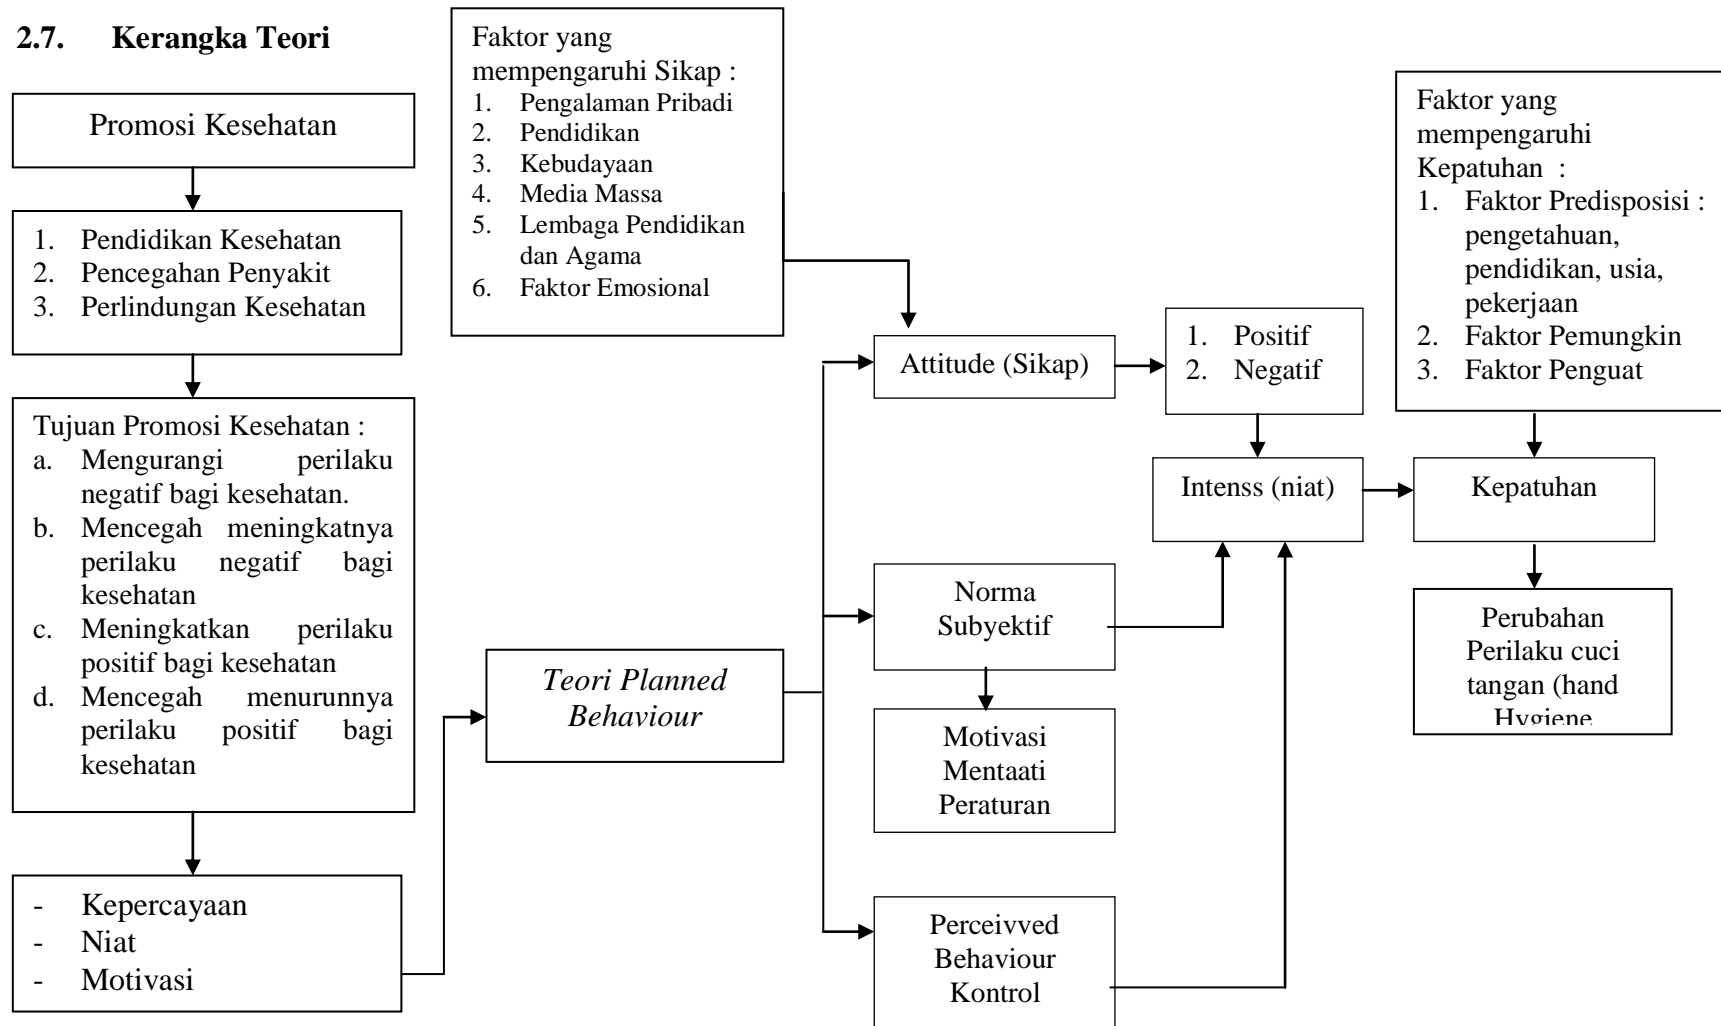 2.7. Kerangka Teori
Promosi Kesehatan
1. Pendidikan Kesehatan
2. Pencegahan Penyakit
3. Perlindungan Kesehatan
Tujuan Promosi Kesehatan :
a. Mengurangi perilaku
negatif bagi kesehatan.
b. Mencegah meningkatnya
perilaku negatif bagi
kesehatan
c. Meningkatkan perilaku
positif bagi kesehatan
d. Mencegah menurunnya
perilaku positif bagi
kesehatan
- Kepercayaan
- Niat
- Motivasi
Faktor yang
mempengaruhi Sikap :
1. Pengalaman Pribadi
2. Pendidikan
3. Kebudayaan
4. Media Massa
5. Lembaga Pendidikan
dan Agama
6. Faktor Emosional
Teori Planned
Behaviour
Attitude (Sikap)
1. Positif
2. Negatif
Norma
Subyektif
Motivasi
Mentaati
Peraturan
Perceivved
Behaviour
Kontrol
Intenss (niat)
Faktor yang
mempengaruhi
Kepatuhan :
1. Faktor Predisposisi :
pengetahuan,
pendidikan, usia,
pekerjaan
2. Faktor Pemungkin
3. Faktor Penguat
Kepatuhan
Perubahan
Perilaku cuci
tangan (hand
Hygiene